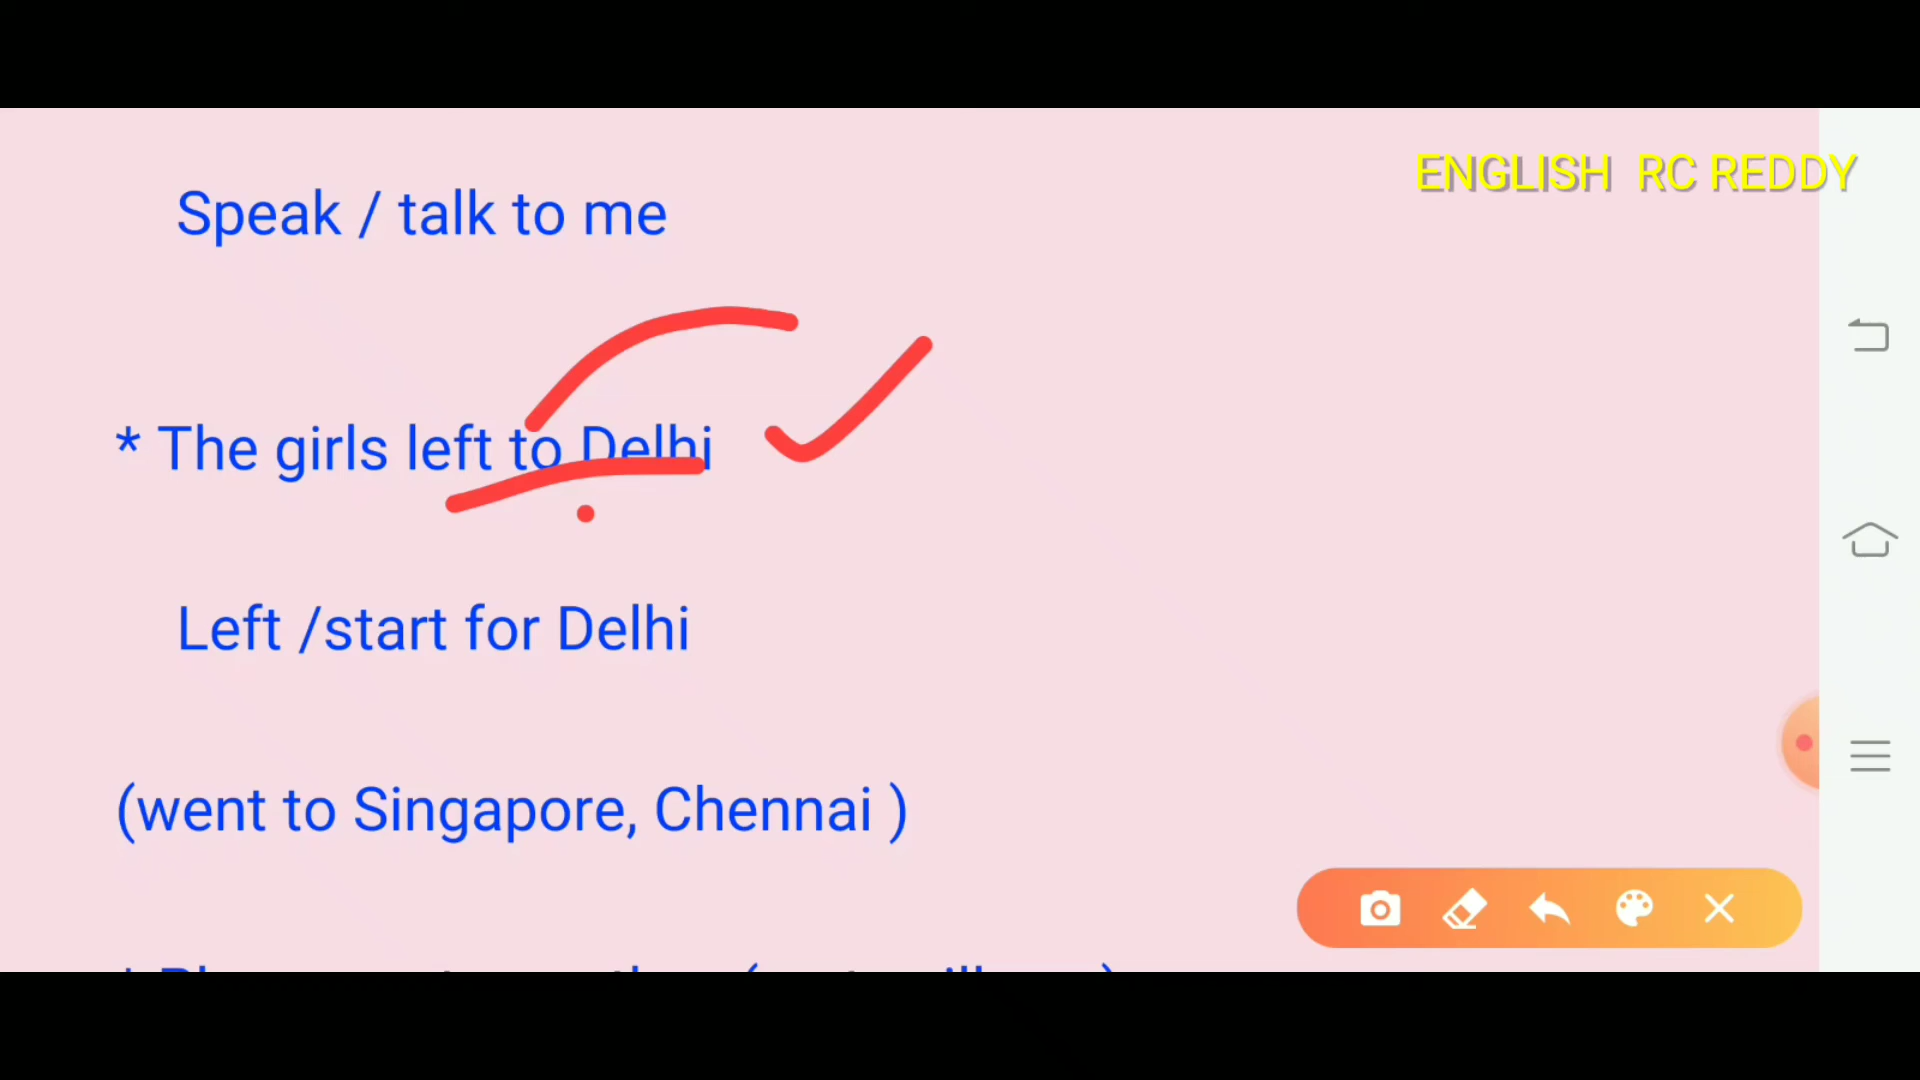 ENGLISH RC REDDY
Speak / talk to me
* The girls left to Delhi
Left /start for Delhi
(went to Singapore, Chennai )